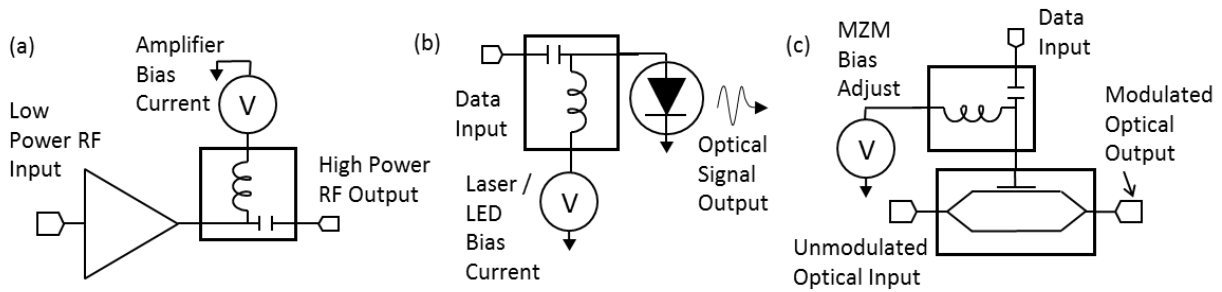 (a)
Amplifier
Bias
Current
V
Low
Power RF
Input
High Power
RF Output
(b)
Data
Input
Laser /
LED
Bias
Current
V
Optical
Signal
Output
(c)
MZM
Bias
Adjust
V
Data
Input
Modulated
Optical
Output
Unmodulated
Optical Input